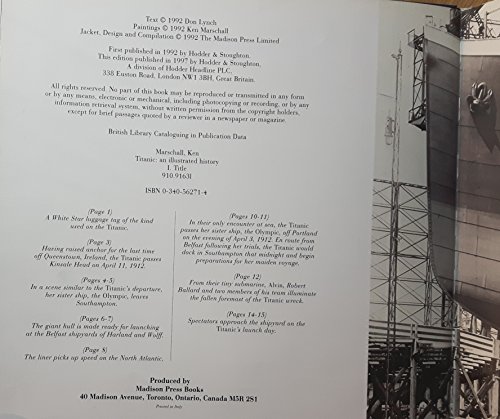 Text © 1992 Don Lynch
Paintings © 1992 Ken Marschall
Jacket, Design and Compilation © 1992 The Madison Press Limited
First published in 1992 by Hodder & Stoughton.
This edition published in 1997 by Hodder & Stoughton,
A division of Hodder Headline PLC,
338 Euston Road, London NW1 3BH, Great Britain.
All rights reserved. No part of this book may be reproduced or transmitted in any form
or by any means, electronic or mechanical, including photocopying or recording, or by any
information retrieval system, without written permission from the copyright holders,
except for brief passages quoted by a reviewer in a newspaper or magazine.
British Library Cataloguing in Publication Data
Marschall, Ken
Titanic: an illustrated history
I. Title
910.91631
ISBN 0-340-56271-4
(Page 1)
A White Star luggage tag of the kind
used on the Titanic.
(Page 3)
Having raised anchor for the last time
off Queenstown, Ireland, the Titanic passes
Kinsale Head on April 11, 1912.
(Pages 4-5)
In a scene similar to the Titanic's departure,
her sister ship, the Olympic, leaves
Southampton.
(Pages 6-7)
The giant hull is made ready for launching
at the Belfast shipyards of Harland and Wolff.
(Page 8)
The liner picks up speed on the North Atlantic.
(Pages 10-11)
In their only encounter at sea, the Titanic
passes her sister ship, the Olympic, off Portland
on the evening of April 3, 1912. En route from
Belfast following her trials, the Titanic would
dock in Southampton that midnight and begin
preparations for her maiden voyage.
(Page 12)
From their tiny submarine, Alvin, Robert
Ballard and two members of his team illuminate
the fallen foremast of the Titanic wreck.
(Pages 14-15)
Spectators approach the shipyard on the
Titanic's launch day.
Produced by
Madison Press Books
40 Madison Avenue, Toronto, Ontario, Canada M5R 2S1
Printed in Italy